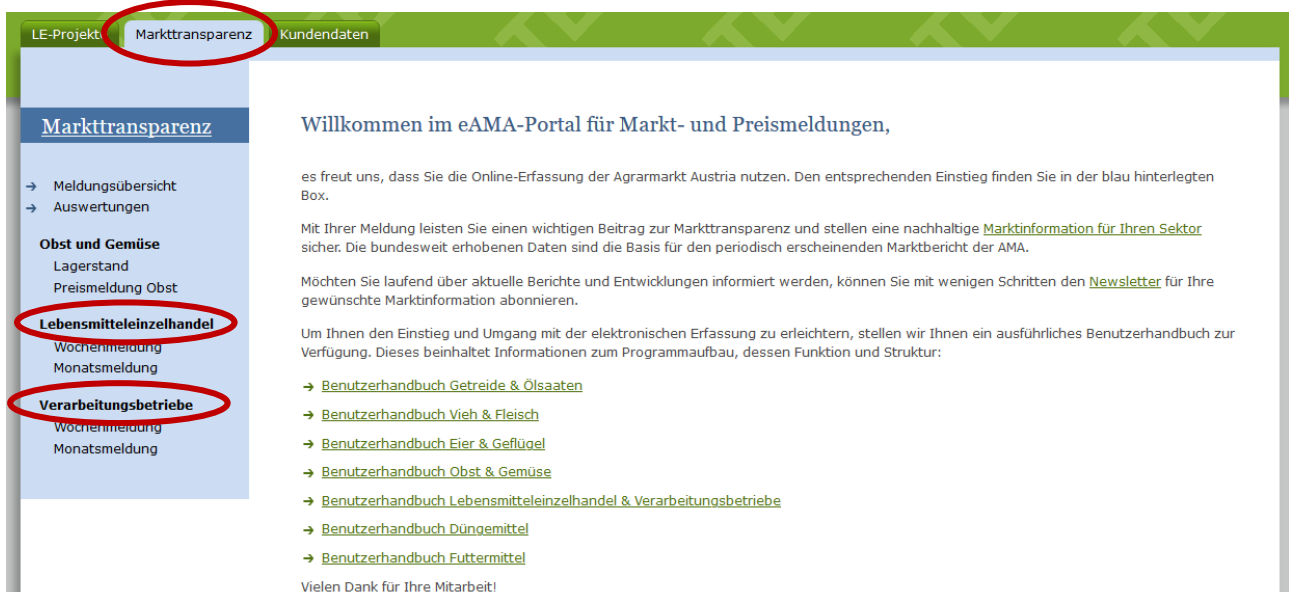 LE-Projekte Markttransparenz Kundendaten
Markttransparenz
→ Meldungsübersicht
→ Auswertungen
Obst und Gemüse
Lagerstand
Preismeldung Obst
Lebensmitteleinzelhandel
Wochenmeldung
Monatsmeldung
Verarbeitungsbetriebe
Wochenmeldung
Monatsmeldung
Willkommen im eAMA-Portal für Markt- und Preismeldungen,
es freut uns, dass Sie die Online-Erfassung der Agrarmarkt Austria nutzen. Den entsprechenden Einstieg finden Sie in der blau hinterlegten
Box.
Mit Ihrer Meldung leisten Sie einen wichtigen Beitrag zur Markttransparenz und stellen eine nachhaltige Marktinformation für Ihren Sektor
sicher. Die bundesweit erhobenen Daten sind die Basis für den periodisch erscheinenden Marktbericht der AMA.
Möchten Sie laufend über aktuelle Berichte und Entwicklungen informiert werden, können Sie mit wenigen Schritten den Newsletter für Ihre
gewünschte Marktinformation abonnieren.
Um Ihnen den Einstieg und Umgang mit der elektronischen Erfassung zu erleichtern, stellen wir Ihnen ein ausführliches Benutzerhandbuch zur
Verfügung. Dieses beinhaltet Informationen zum Programmaufbau, dessen Funktion und Struktur:
→ Benutzerhandbuch Getreide & Ölsaaten
→ Benutzerhandbuch Vieh & Fleisch
→ Benutzerhandbuch Eier & Geflügel
→ Benutzerhandbuch Obst & Gemüse
→ Benutzerhandbuch Lebensmitteleinzelhandel & Verarbeitungsbetriebe
→ Benutzerhandbuch Düngemittel
→ Benutzerhandbuch Futtermittel
Vielen Dank für Ihre Mitarbeit!